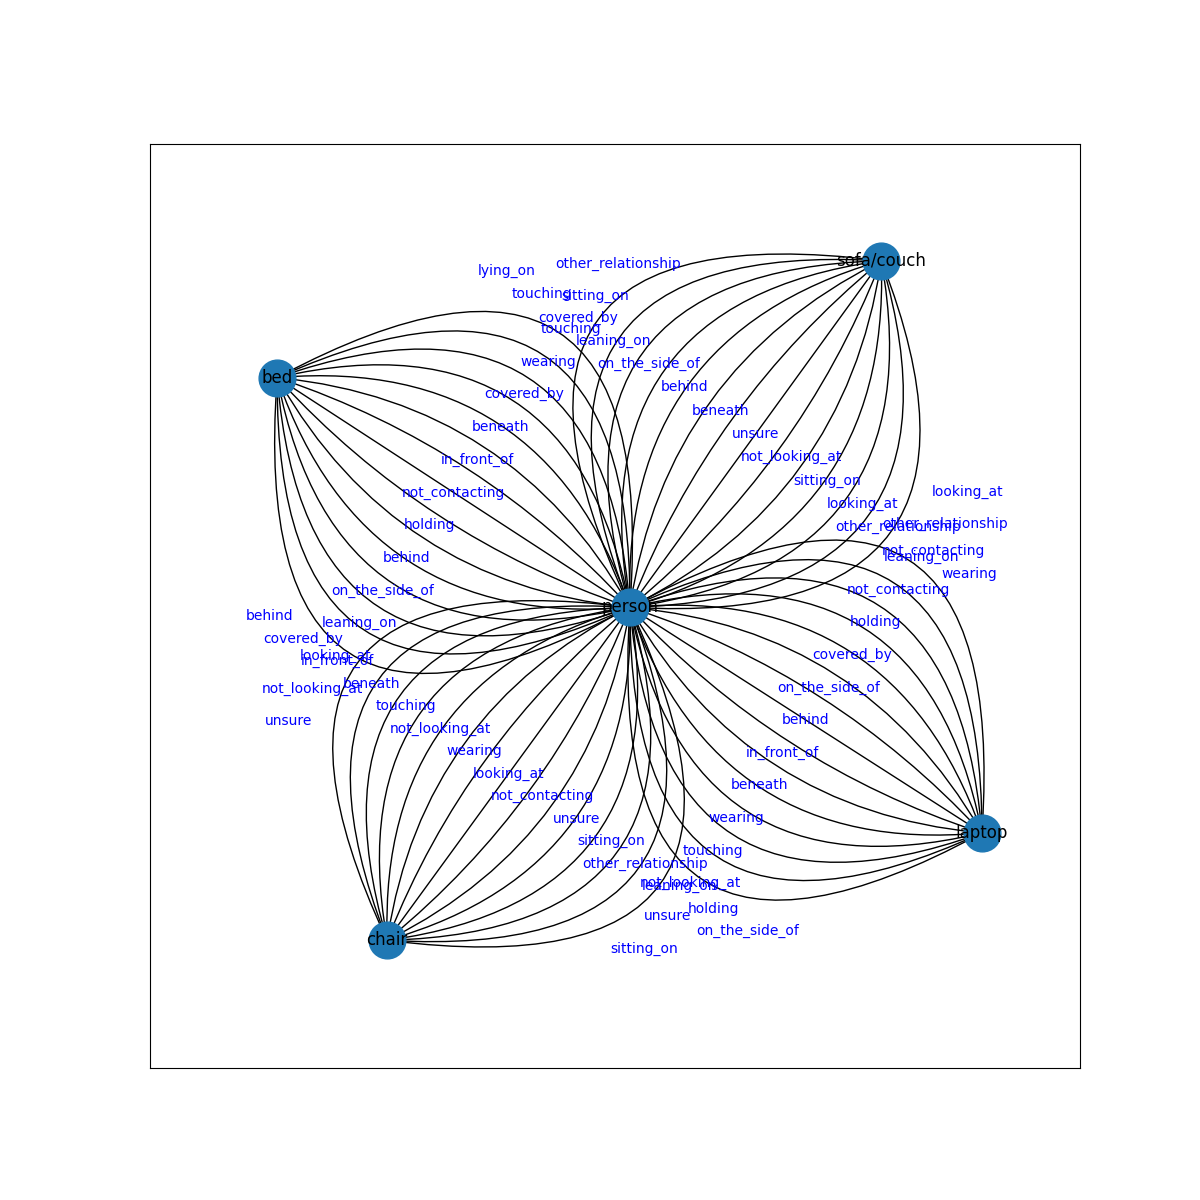 sofa/couch
other_relationship
lying_on
touching
sitting_on
covered_by
touching
leaning_on
wearing
on_the_side_of
bed
behind
covered_by
beneath
beneath
unsure
in_front_of
not_looking_at
sitting_on
not_contacting
looking_at
looking_at
holding
other_relationship
other_relationship
not_contacting
behind
leaning_on
wearing
on_the_side_of
not_contacting
person
behind
leaning_on
holding
covered_by
looking_at
in_front_of
covered_by
beneath
not_looking_at
on_the_side_of
touching
unsure
behind
not_looking_at
wearing
in_front_of
looking_at
beneath
not_contacting
unsure
wearing
laptop
sitting_on
touching
other_relationship
not_looking_at
leaning_on
holding
unsure
on_the_side_of
chair
sitting_on